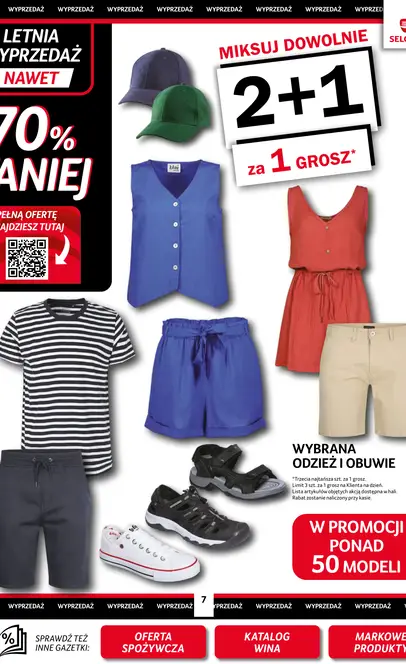 WYPRZEDAŻ WYPRZEDAŻ WYPRZEDAŻ WYPRZEDAŻ WYPRZEDAŻ WYPRZEDAŻ WYPRZEDAŻ WYPRZEDAŻ
LETNIA
YPRZEDAŻ
NAWET
70%
ANIEJ
PEŁNĄ OFERTĘ
NAJDZIESZ TUTAJ
MIKSUJ DOWOLNIE
2+1
za 1 GROSZ*
WYBRANA
ODZIEŻ I OBUWIE
*Trzecia najtańsza szt. za 1 grosz.
Limit 3 szt. za 1 grosz na Klienta na dzień.
Lista artykułów objętych akcją dostępna w hali.
Rabat zostanie naliczony przy kasie.
W PROMOCJI
PONAD
50 MODELI
7
WYPRZEDAŻ WYPRZEDAŻ WYPRZEDAŻ WYPRZEDAŻ WYPRZEDAŻ WYPRZEDAŻ WYPRZEDAŻ WYPRZEDAŻ
%
SPRAWDŹ TEŻ
INNE GAZETKI:
OFERTA
SPOŻYWCZA
KATALOG
WINA
MARKOWE
PRODUKTY